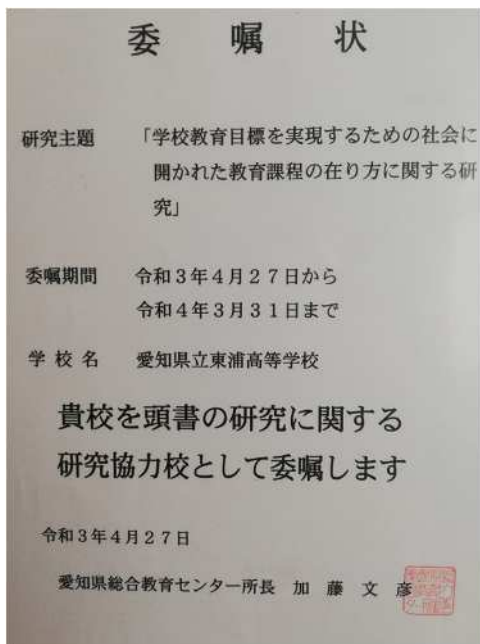 委嘱状
研究主題 「学校教育目標を実現するための社会に
開かれた教育課程の在り方に関する研
究」
委嘱期間 令和3年4月27日から
令和4年3月31日まで
学校名 愛知県立東浦高等学校
貴校を頭書の研究に関する
研究協力校として委嘱します
令和3年4月27日
愛知県総合教育センター所長 加藤文彦